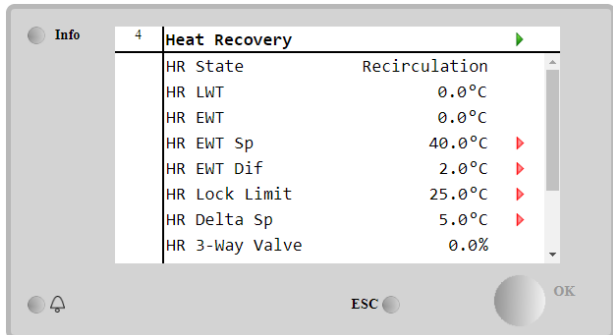 Info
4 Heat Recovery
HR State Recirculation
HR LWT 0.0°C
HR EWT 0.0°C
HR EWT Sp 40.0°C
HR EWT Dif 2.0°C
HR Lock Limit 25.0°C
HR Delta Sp 5.0°C
HR 3-Way Valve 0.0%
ESC
OK